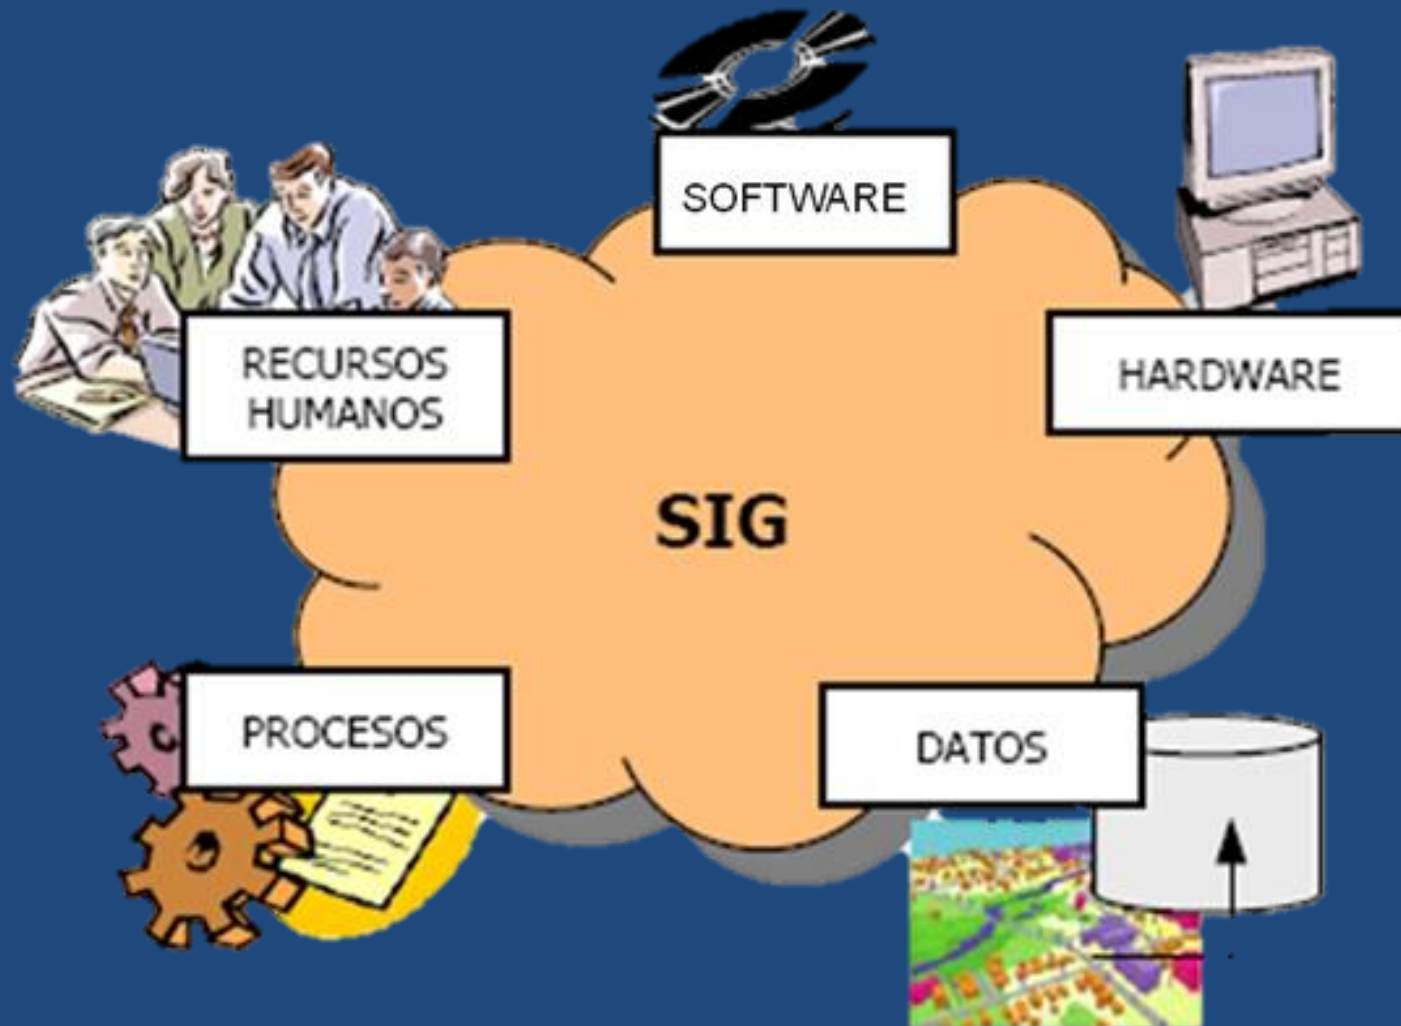 SOFTWARE
RECURSOS
HUMANOS
HARDWARE
SIG
PROCESOS
DATOS